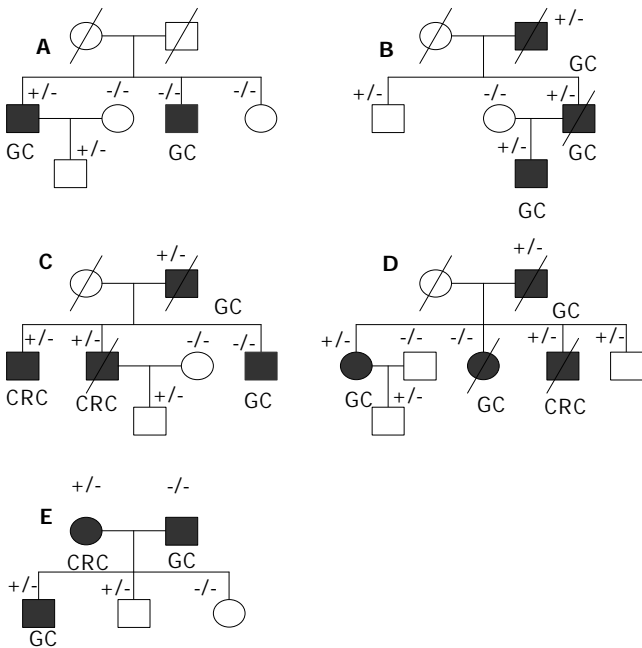 A
+/- -/- -/- -/-
GC GC
+/-
B
+/-
GC
+/- -/- +/-
GC
+/-
GC
C
+/-
GC
+/- +/- -/- -/-
CRC CRC GC
+/-
D
+/-
GC
+/- -/- -/- +/- +/-
GC GC CRC
+/-
E
+/- -/-
CRC GC
+/- +/- -/-
GC